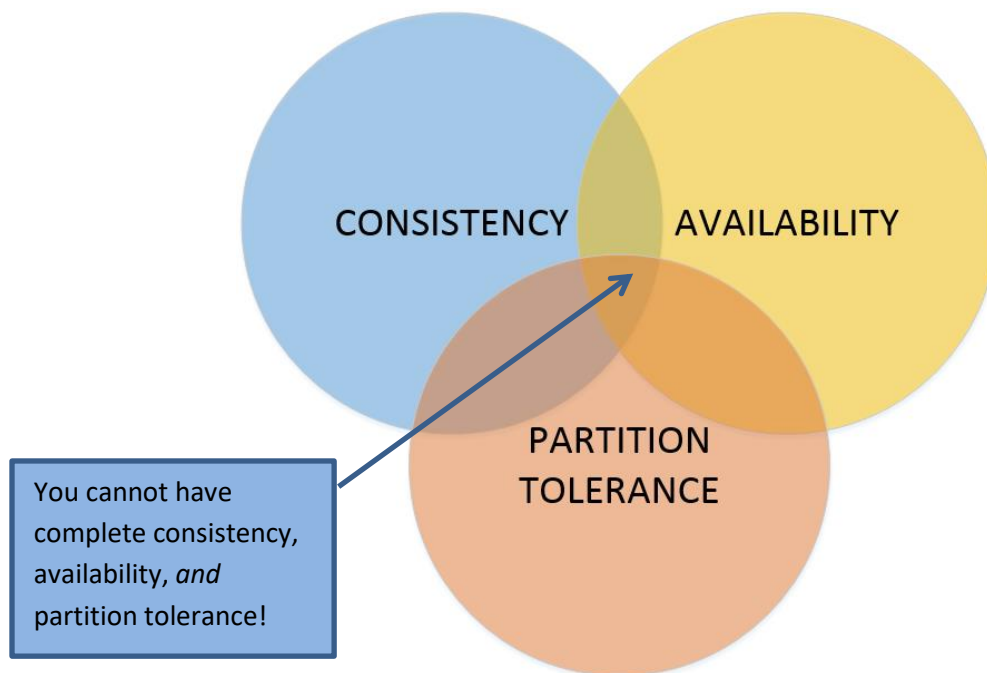 CONSISTENCY
AVAILABILITY
PARTITION
TOLERANCE
You cannot have
complete consistency,
availability, and
partition tolerance!